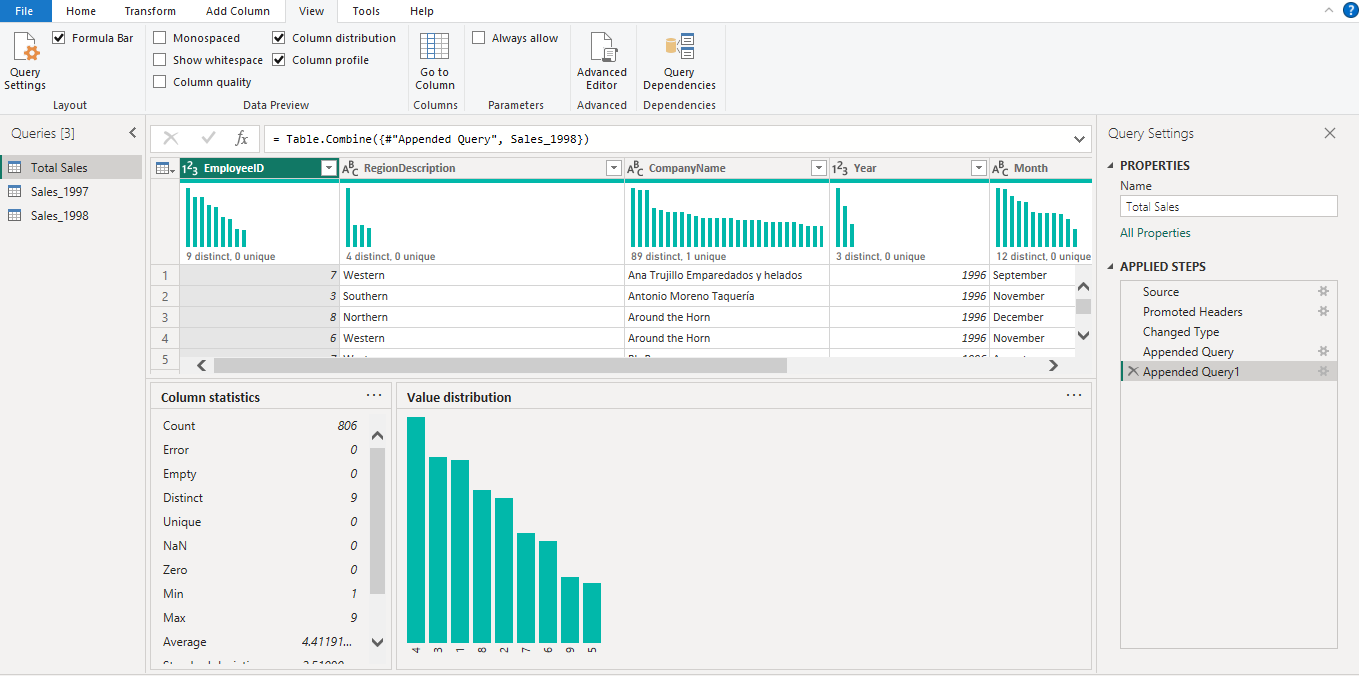 File Home Transform Add Column View Tools Help
Formula Bar
Query
Settings
Layout
Monospaced
Show whitespace
Column quality
Column distribution
Column profile
Data Preview
Go to
Column
Columns
Always allow
Parameters
Advanced
Editor
Advanced
Query
Dependencies
Dependencies
Queries [3]
Total Sales
Sales_1997
Sales_1998
fx = Table.Combine({#"Appended Query", Sales_1998})
123 EmployeeID ABC RegionDescription ABC CompanyName 123 Year ABC Month
9 distinct, 0 unique 4 distinct, 0 unique 89 distinct, 1 unique 3 distinct, 0 unique 12 distinct, 0 unique
1 7 Western Ana Trujillo Emparedados y helados 1996 September
2 3 Southern Antonio Moreno Taquería 1996 November
3 8 Northern Around the Horn 1996 December
4 6 Western Around the Horn 1996 November
5
Column statistics
Count 806
Error 0
Empty 0
Distinct 9
Unique 0
NaN 0
Zero 0
Min 1
Max 9
Average 4.41191...
Value distribution
4 3 1 8 2 7 6 9 5
Query Settings
PROPERTIES
Name
Total Sales
All Properties
APPLIED STEPS
Source
Promoted Headers
Changed Type
Appended Query
Appended Query1